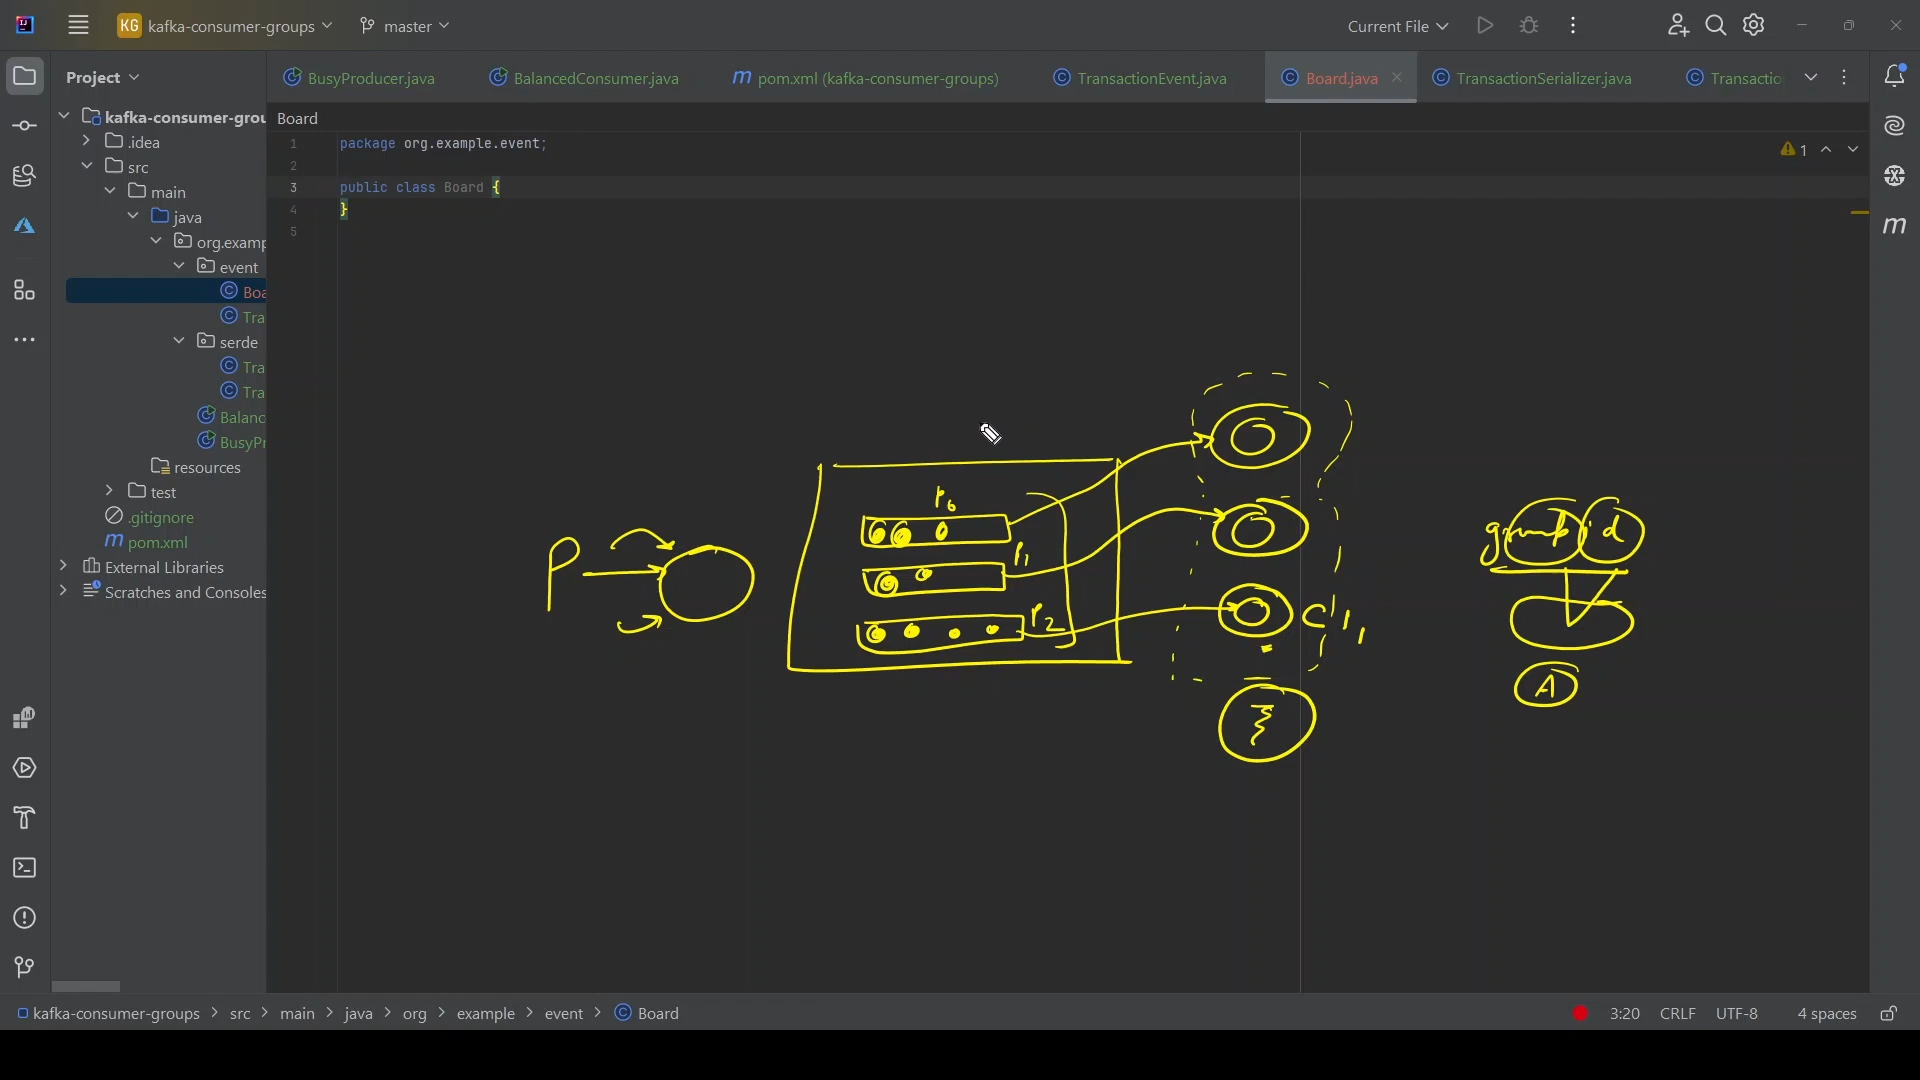 KG kafka-consumer-groups master Current File
Project
BusyProducer.java BalancedConsumer.java m pom.xml (kafka-consumer-groups) TransactionEvent.java Board.java TransactionSerializer.java Transactio
kafka-consumer-grou
Board
.idea
src
main
java
org.examp
event
Boa
Tra
serde
Tra
Tra
Balanc
BusyPr
resources
test
.gitignore
m pom.xml
External Libraries
Scratches and Consoles
1 package org.example.event;
2
3 public class Board {
4 }
5
1
m
P0
P1
P2
P
group id
A
kafka-consumer-groups > src > main > java > org > example > event > Board
3:20 CRLF UTF-8 4 spaces